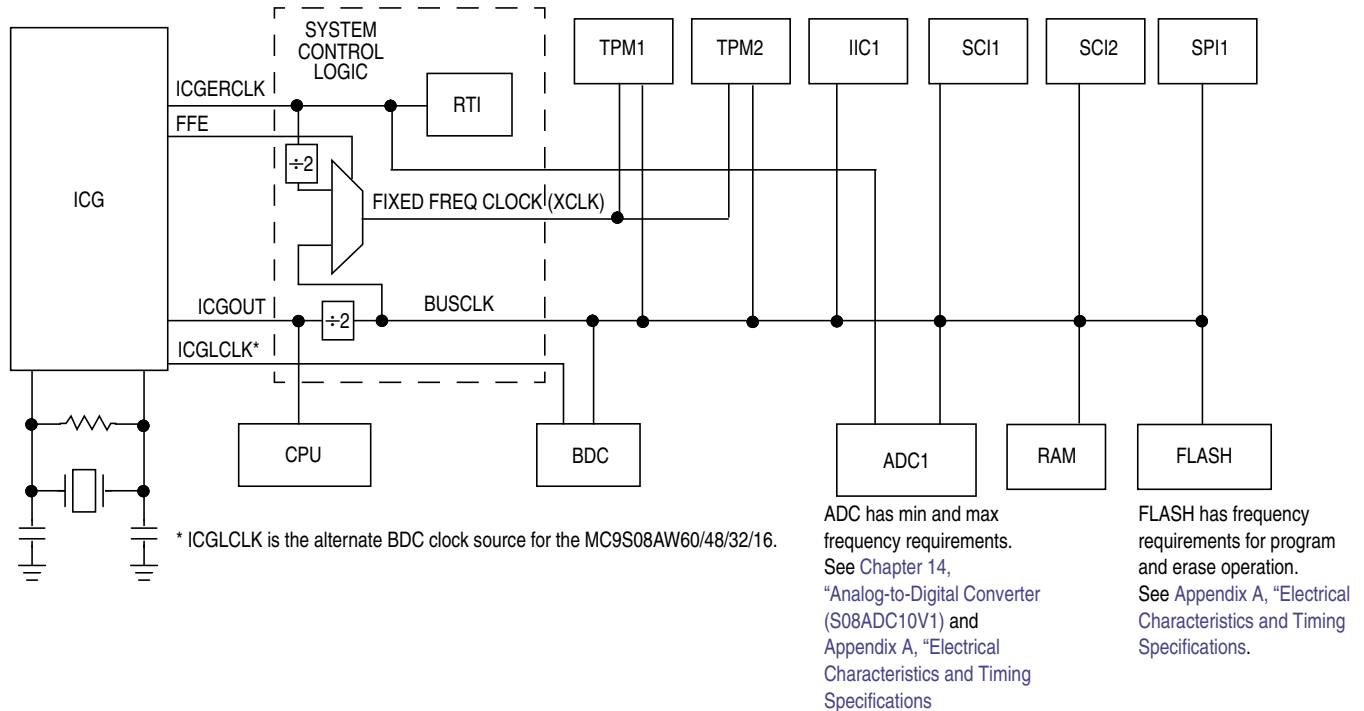 SYSTEM
CONTROL
LOGIC
TPM1
TPM2
IIC1
SCI1
SCI2
SPI1
ICGERCLK
RTI
FFE
÷2
ICG
FIXED FREQ CLOCK (XCLK)
ICGOUT
÷2
BUSCLK
ICGLCLK*
CPU
BDC
ADC1
RAM
FLASH
* ICGLCLK is the alternate BDC clock source for the MC9S08AW60/48/32/16.
ADC has min and max
frequency requirements.
See Chapter 14,
“Analog-to-Digital Converter
(S08ADC10V1) and
Appendix A, “Electrical
Characteristics and Timing
Specifications
FLASH has frequency
requirements for program
and erase operation.
See Appendix A, “Electrical
Characteristics and Timing
Specifications.